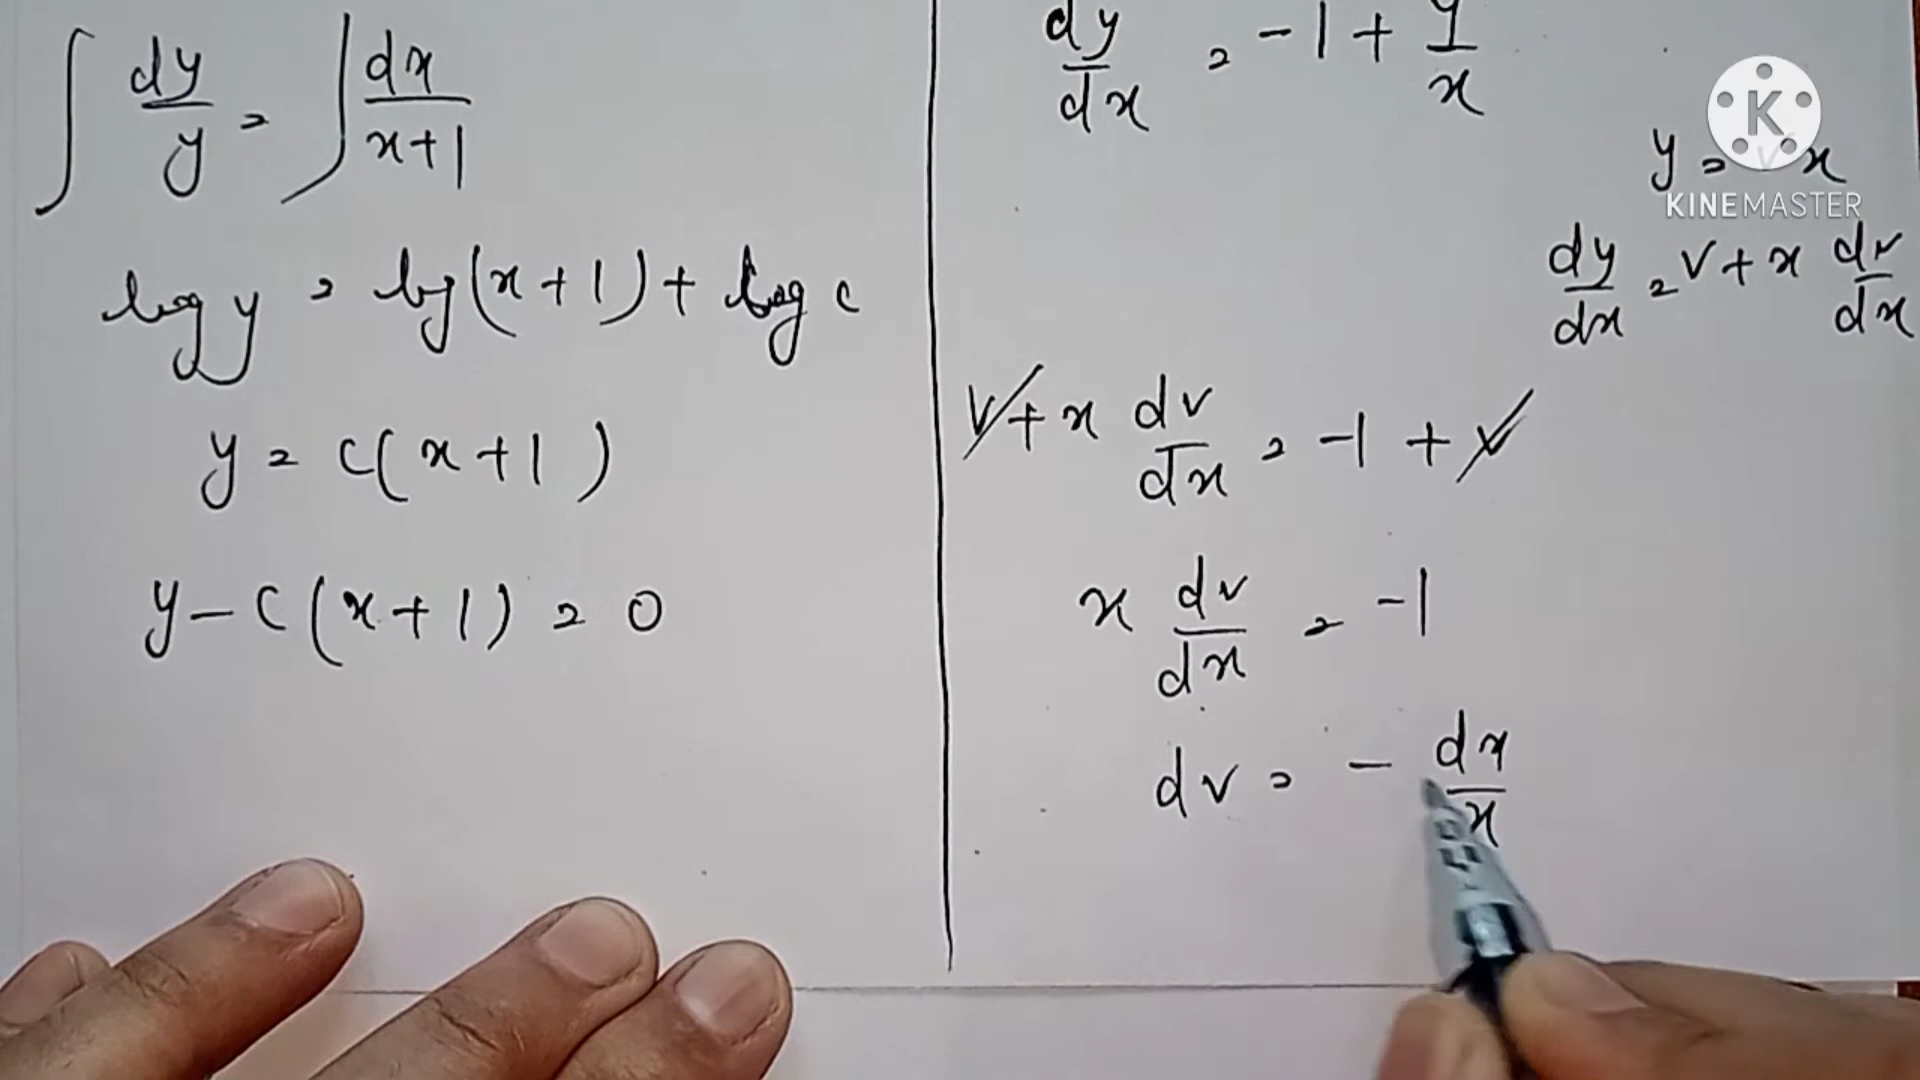 ∫ dy/y = ∫ dx/x+1
log y = log(x+1) + log c
y = c(x+1)
y - c(x+1) = 0
dy/dx = -1 + y/x
y = v x
K
KINEMASTER
dy/dx = v + x dv/dx
v + x dv/dx = -1 + v
x dv/dx = -1
dv = - dx/x